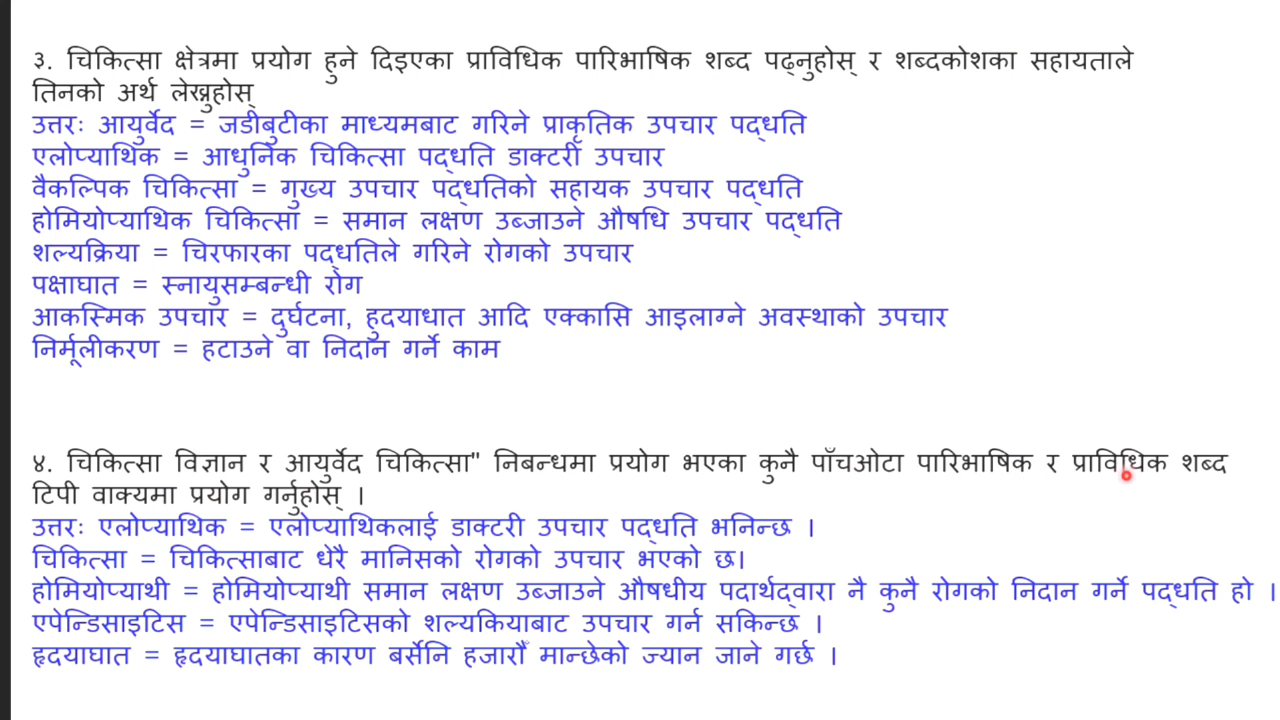 ३. चिकित्सा क्षेत्रमा प्रयोग हुने दिइएका प्राविधिक पारिभाषिक शब्द पढ्नुहोस् र शब्दकोशका सहायताले
तिनको अर्थ लेख्नुहोस्
उत्तरः आयुर्वेद = जडीबुटीका माध्यमबाट गरिने प्राकृतिक उपचार पद्धति
एलोप्याथिक = आधुनिक चिकित्सा पद्धति डाक्टरी उपचार
वैकल्पिक चिकित्सा = गुख्य उपचार पद्धतिको सहायक उपचार पद्धति
होमियोप्याथिक चिकित्सा = समान लक्षण उब्जाउने औषधि उपचार पद्धति
शल्यक्रिया = चिरफारका पद्धतिले गरिने रोगको उपचार
पक्षाघात = स्नायुसम्बन्धी रोग
आकस्मिक उपचार = दुर्घटना, हुदयाधात आदि एक्कासि आइलाग्ने अवस्थाको उपचार
निर्मूलीकरण = हटाउने वा निदान गर्ने काम
४. चिकित्सा विज्ञान र आयुर्वेद चिकित्सा" निबन्धमा प्रयोग भएका कुनै पाँचओटा पारिभाषिक र प्राविधिक शब्द
टिपी वाक्यमा प्रयोग गर्नुहोस् ।
उत्तरः एलोप्याथिक = एलोप्याथिकलाई डाक्टरी उपचार पद्धति भनिन्छ ।
चिकित्सा = चिकित्साबाट धेरै मानिसको रोगको उपचार भएको छ।
होमियोप्याथी = होमियोप्याथी समान लक्षण उब्जाउने औषधीय पदार्थद्वारा नै कुनै रोगको निदान गर्ने पद्धति हो ।
एपेन्डिसाइटिस = एपेन्डिसाइटिसको शल्यकियाबाट उपचार गर्न सकिन्छ ।
हृदयाघात = हृदयाघातका कारण बर्सेनि हजारौँ मान्छेको ज्यान जाने गर्छ ।